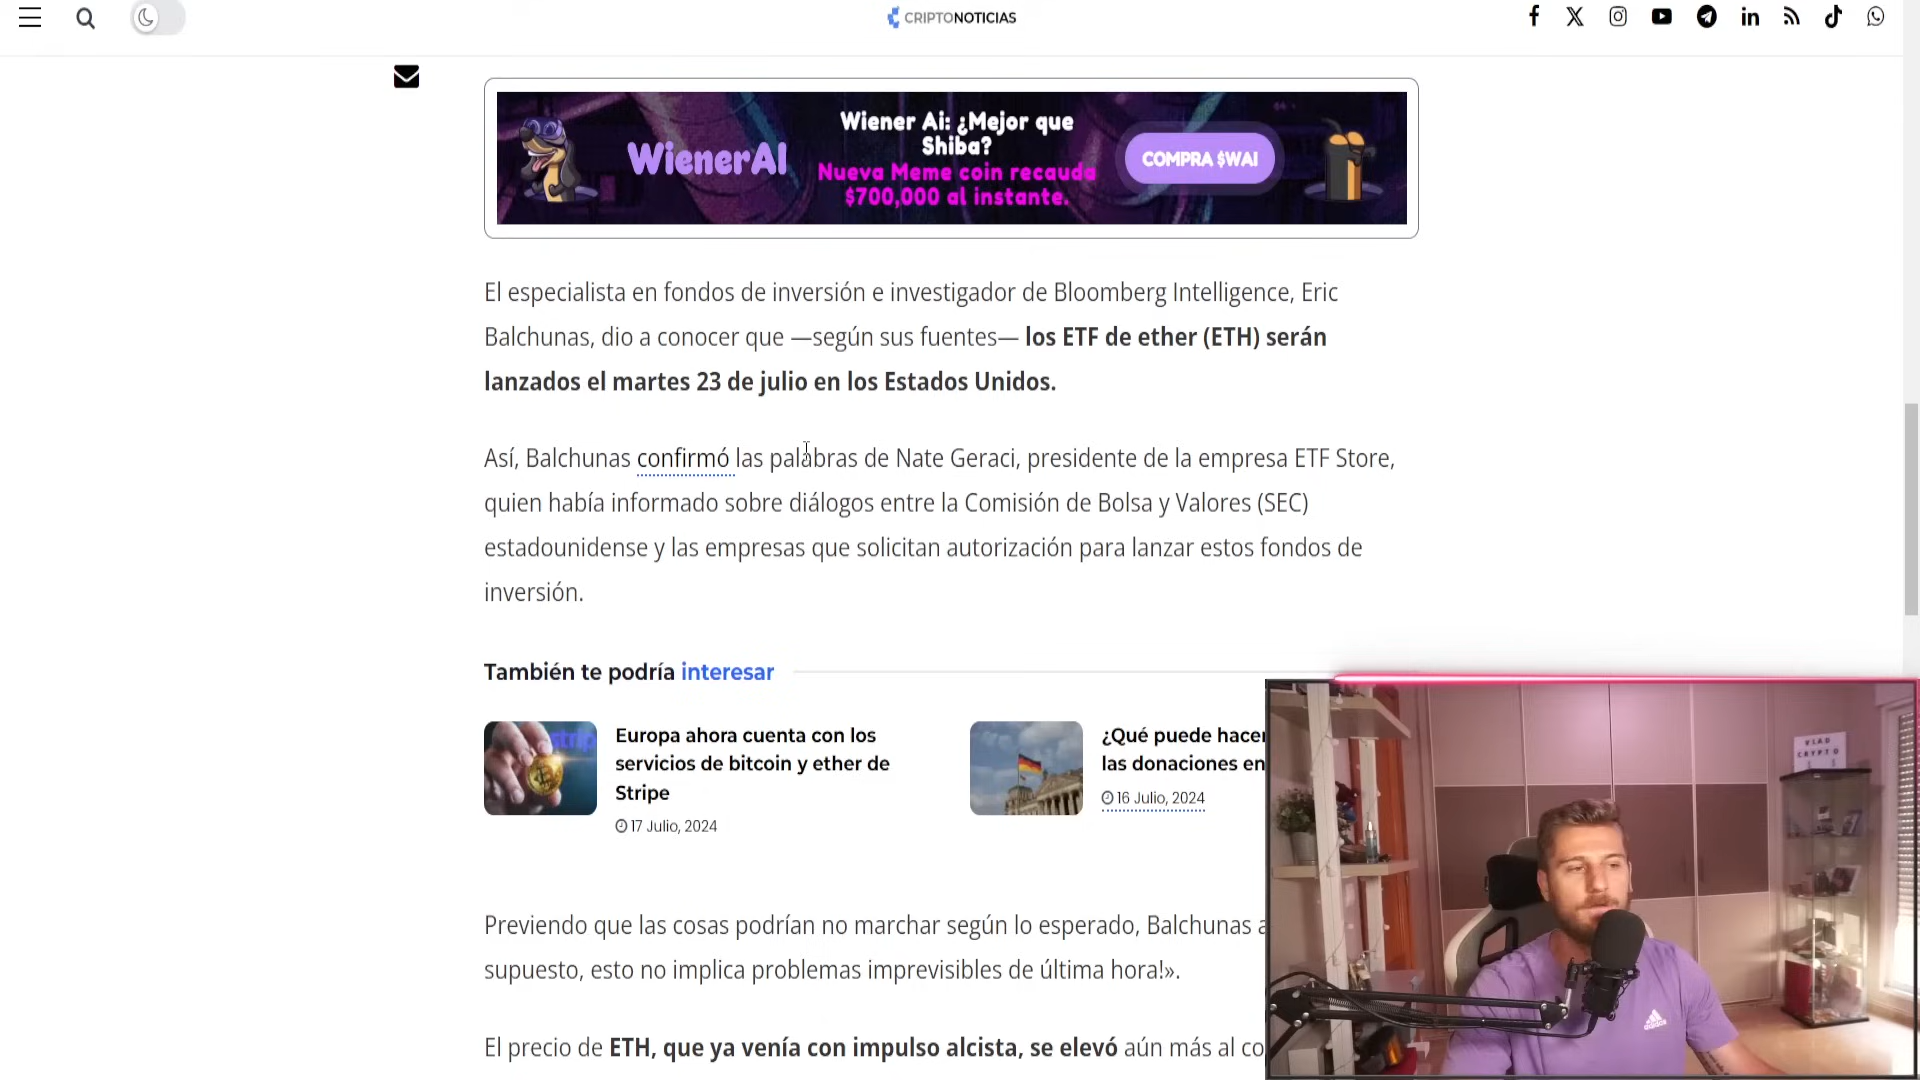 CRIPTONOTICIAS
Wiener Ai: ¿Mejor que
Shiba?
WienerAI
Nueva Meme coin recauda
$700,000 al instante.
COMPRA $WAI
El especialista en fondos de inversión e investigador de Bloomberg Intelligence, Eric
Balchunas, dio a conocer que —según sus fuentes— los ETF de ether (ETH) serán
lanzados el martes 23 de julio en los Estados Unidos.
Así, Balchunas confirmó las palabras de Nate Geraci, presidente de la empresa ETF Store,
quien había informado sobre diálogos entre la Comisión de Bolsa y Valores (SEC)
estadounidense y las empresas que solicitan autorización para lanzar estos fondos de
inversión.
También te podría interesar
Europa ahora cuenta con los
servicios de bitcoin y ether de
Stripe
17 Julio, 2024
¿Qué puede hacer
las donaciones en
16 Julio, 2024
Previendo que las cosas podrían no marchar según lo esperado, Balchunas a
supuesto, esto no implica problemas imprevisibles de última hora!».
El precio de ETH, que ya venía con impulso alcista, se elevó aún más al co
VLAD
CRYPTO
adidas